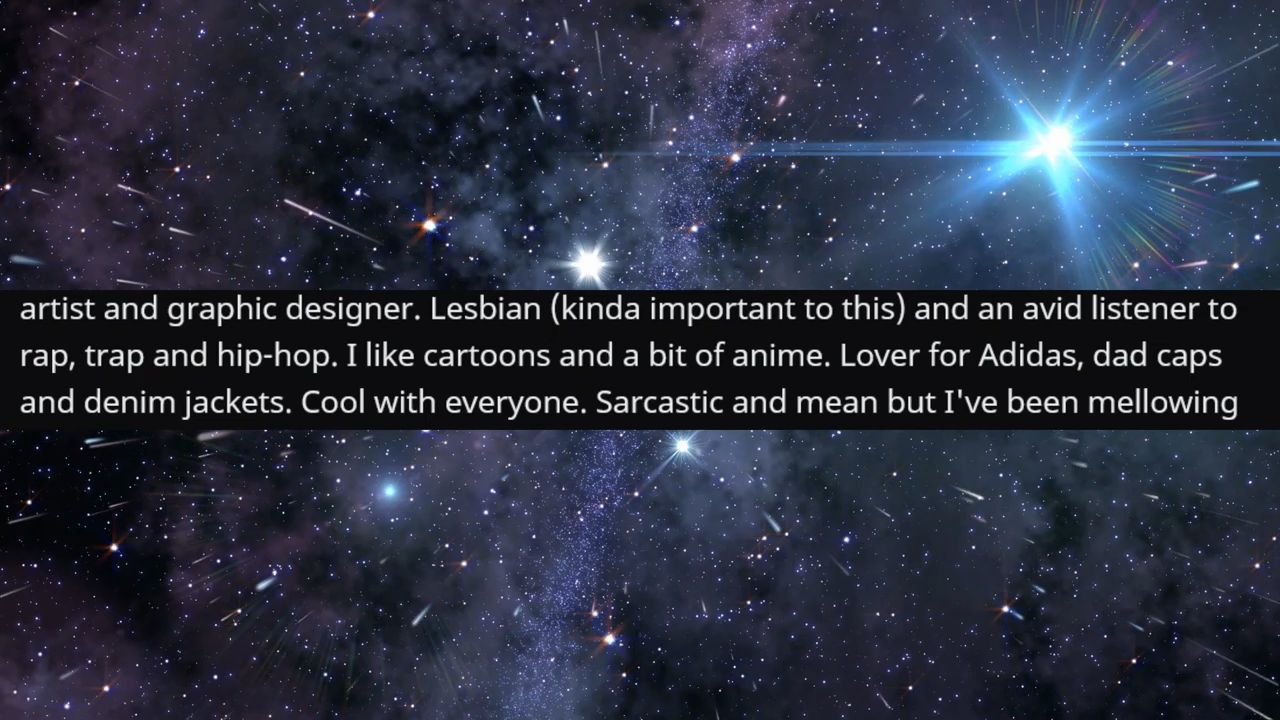 artist and graphic designer. Lesbian (kinda important to this) and an avid listener to
rap, trap and hip-hop. I like cartoons and a bit of anime. Lover for Adidas, dad caps
and denim jackets. Cool with everyone. Sarcastic and mean but I've been mellowing